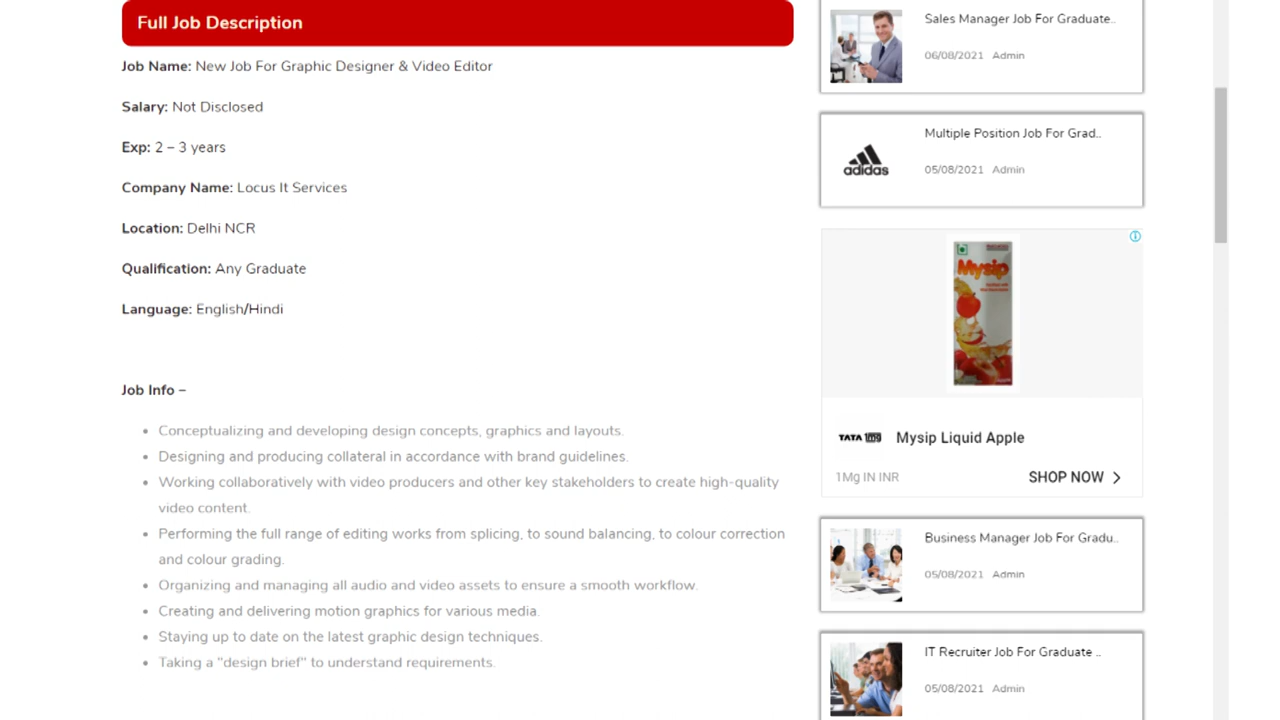 Full Job Description
Job Name: New Job For Graphic Designer & Video Editor
Salary: Not Disclosed
Exp: 2 – 3 years
Company Name: Locus It Services
Location: Delhi NCR
Qualification: Any Graduate
Language: English/Hindi
Job Info –
Conceptualizing and developing design concepts, graphics and layouts.
Designing and producing collateral in accordance with brand guidelines.
Working collaboratively with video producers and other key stakeholders to create high-quality
video content.
Performing the full range of editing works from splicing, to sound balancing, to colour correction
and colour grading.
Organizing and managing all audio and video assets to ensure a smooth workflow.
Creating and delivering motion graphics for various media.
Staying up to date on the latest graphic design techniques.
Taking a "design brief" to understand requirements.
Sales Manager Job For Graduate..
06/08/2021 Admin
adidas
Multiple Position Job For Grad..
05/08/2021 Admin
Mysip
TATA 1mg
Mysip Liquid Apple
1Mg IN INR
SHOP NOW
Business Manager Job For Gradu..
05/08/2021 Admin
IT Recruiter Job For Graduate ..
05/08/2021 Admin